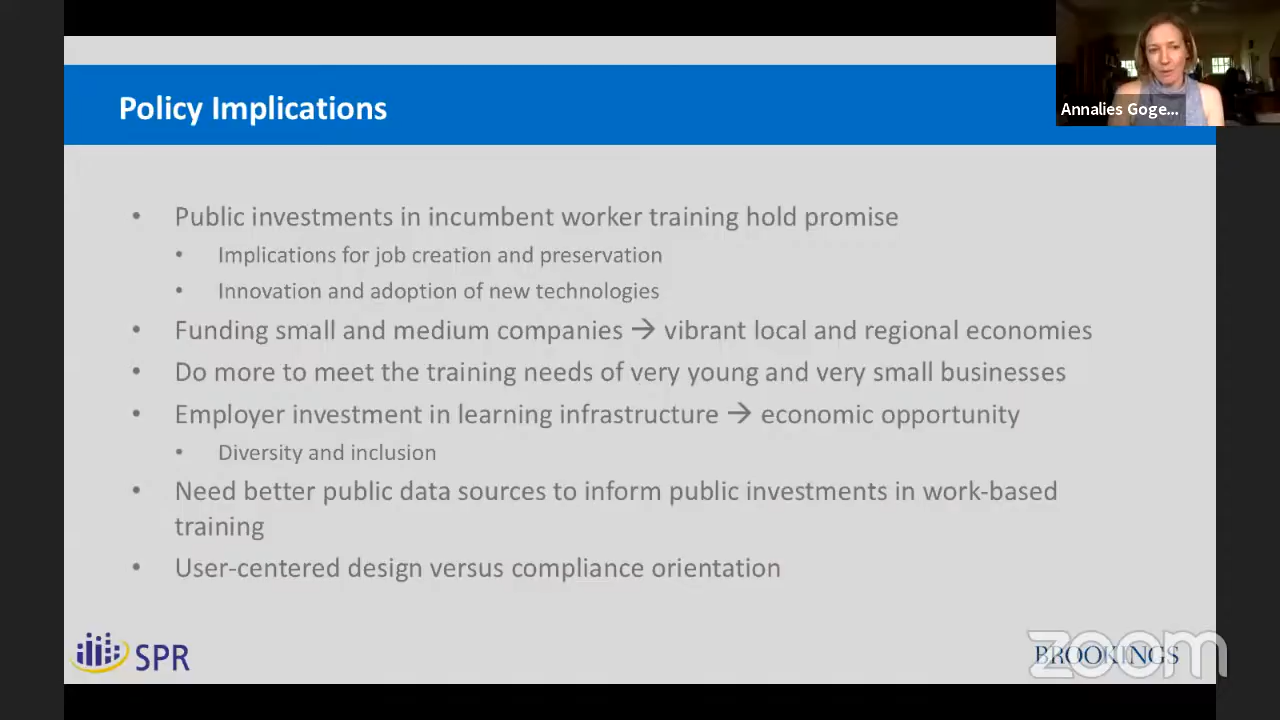 Policy Implications
Annalies Goge...
• Public investments in incumbent worker training hold promise
• Implications for job creation and preservation
• Innovation and adoption of new technologies
• Funding small and medium companies → vibrant local and regional economies
• Do more to meet the training needs of very young and very small businesses
• Employer investment in learning infrastructure → economic opportunity
• Diversity and inclusion
• Need better public data sources to inform public investments in work-based
training
• User-centered design versus compliance orientation
SPR
BROOKINGS
zoom